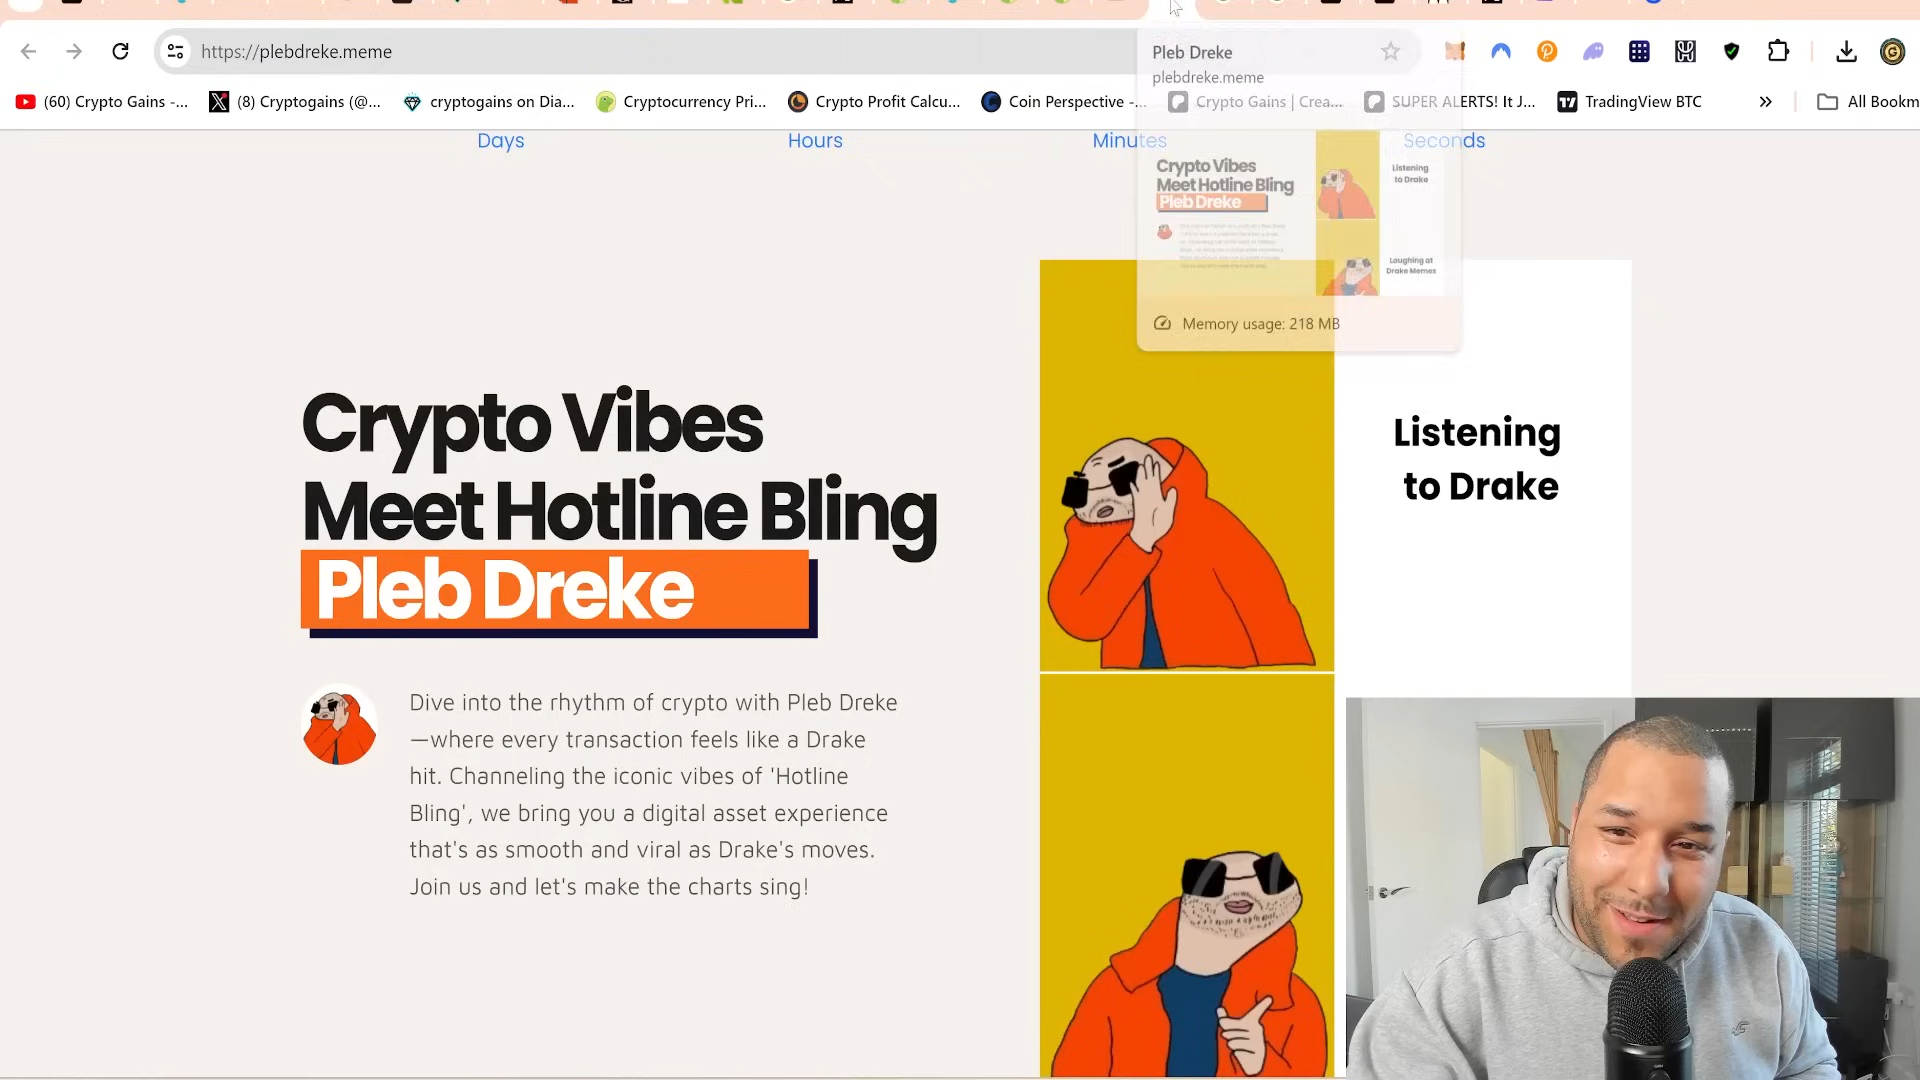 https://plebdreke.meme
Pleb Dreke
plebdreke.meme
(60) Crypto Gains -...
(8) Cryptogains (@...
cryptogains on Dia...
Cryptocurrency Pri...
Crypto Profit Calcu...
Coin Perspective -...
Crypto Gains | Crea...
SUPER ALERTS! It J...
TradingView BTC
All Bookm
Days
Hours
Minutes
Seconds
Crypto Vibes
Meet Hotline Bling
Pleb Dreke
Listening
to Drake
Laughing at
Drake Memes
Memory usage: 218 MB
Crypto Vibes
Meet Hotline Bling
Pleb Dreke
Listening
to Drake
Dive into the rhythm of crypto with Pleb Dreke
—where every transaction feels like a Drake
hit. Channeling the iconic vibes of 'Hotline
Bling', we bring you a digital asset experience
that's as smooth and viral as Drake's moves.
Join us and let's make the charts sing!